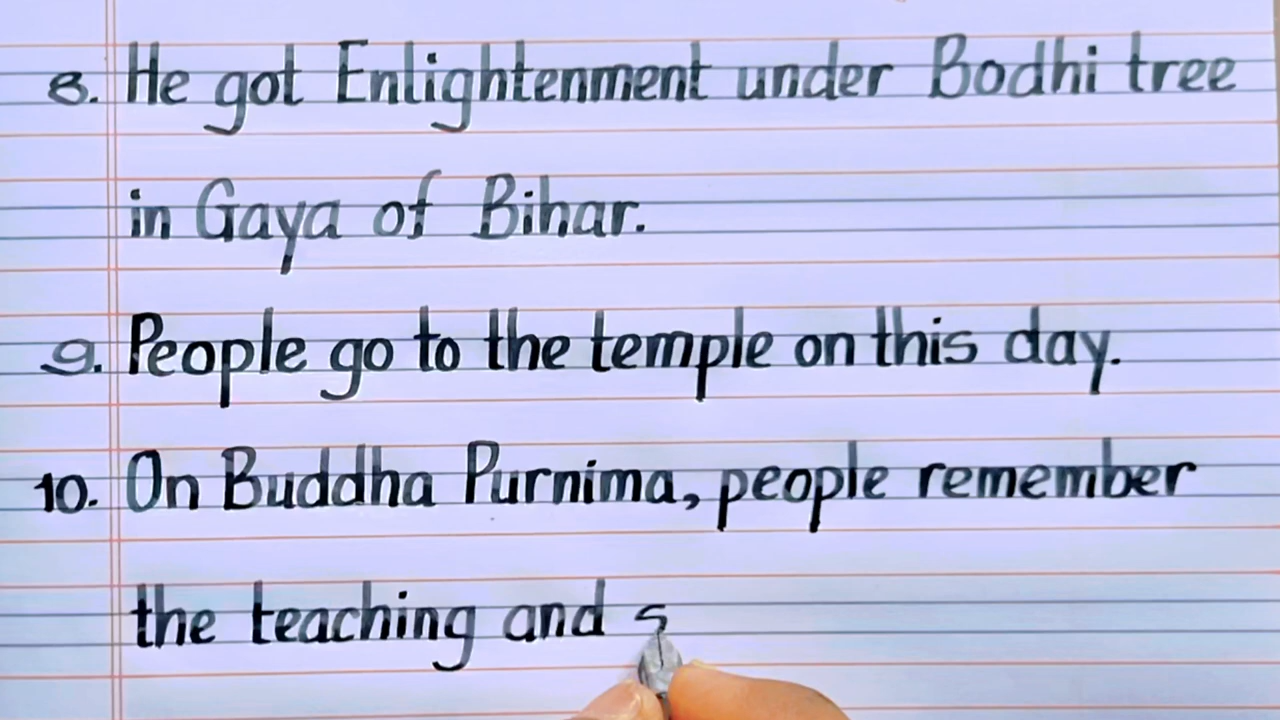 8. He got Enlightenment under Bodhi tree
in Gaya of Bihar.
9. People go to the temple on this day.
10. On Buddha Purnima, people remember
the teaching and s